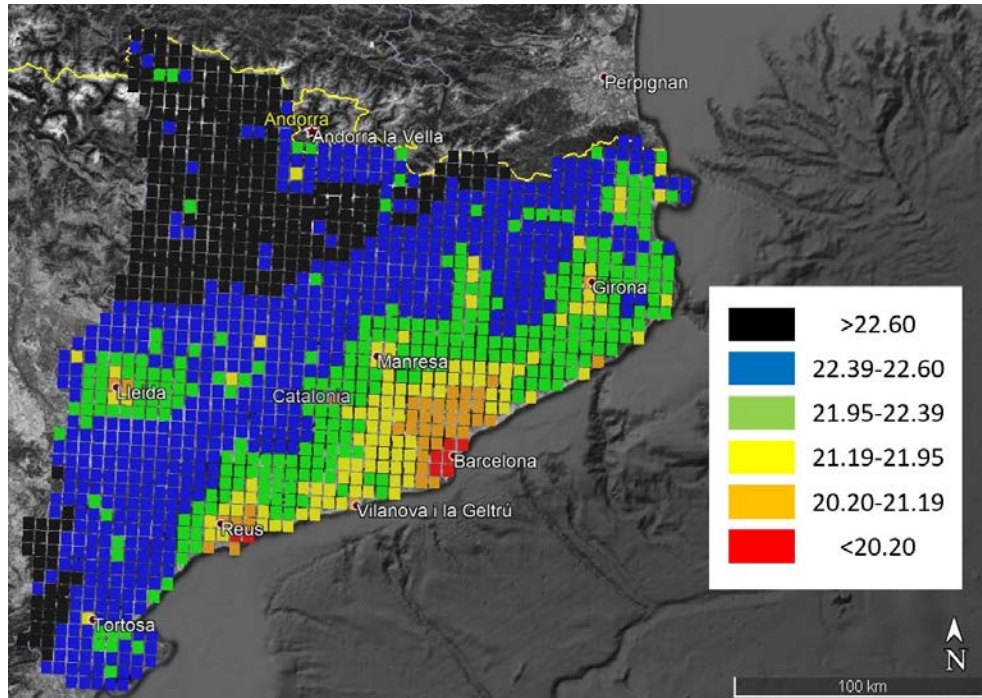 Perpignan
Andorra
Andorra la Vella
Girona
Manresa
Lleida
Catalonia
Barcelona
Vilanova i la Geltrú
Reus
Tortosa
>22.60
22.39-22.60
21.95-22.39
21.19-21.95
20.20-21.19
<20.20
N
100 km